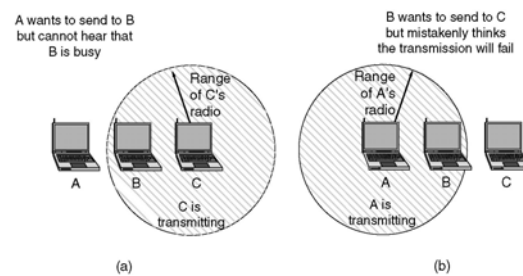 A wants to send to B
but cannot hear that
B is busy
Range
of C's
radio
A
B
C
C is
transmitting
(a)
B wants to send to C
but mistakenly thinks
the transmission will fail
Range
of A's
radio
A
B
C
A is
transmitting
(b)